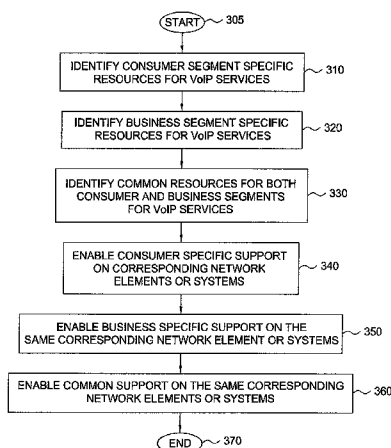 START 305
IDENTIFY CONSUMER SEGMENT SPECIFIC
RESOURCES FOR VoIP SERVICES
310
IDENTIFY BUSINESS SEGMENT SPECIFIC
RESOURCES FOR VoIP SERVICES
320
IDENTIFY COMMON RESOURCES FOR BOTH
CONSUMER AND BUSINESS SEGMENTS
FOR VoIP SERVICES
330
ENABLE CONSUMER SPECIFIC SUPPORT
ON CORRESPONDING NETWORK
ELEMENTS OR SYSTEMS
340
ENABLE BUSINESS SPECIFIC SUPPORT ON THE
SAME CORRESPONDING NETWORK ELEMENT OR SYSTEMS
350
ENABLE COMMON SUPPORT ON THE SAME CORRESPONDING
NETWORK ELEMENTS OR SYSTEMS
360
END 370